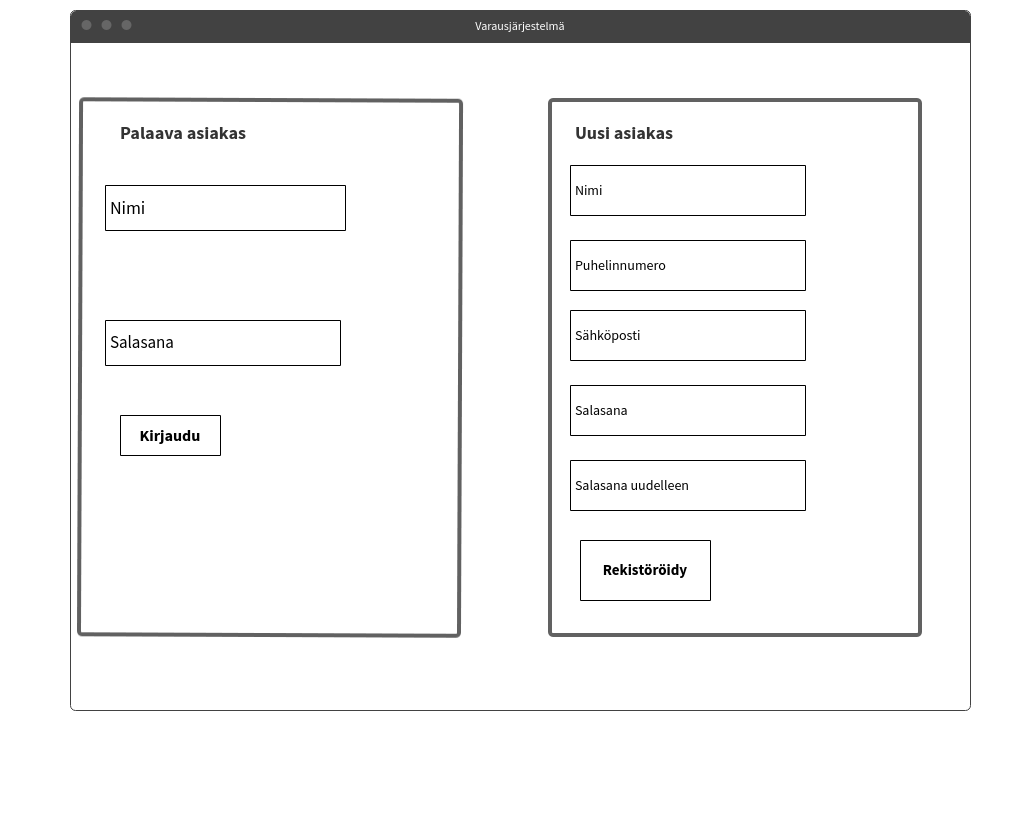 Varausjärjestelmä
Palaava asiakas
Nimi
Salasana
Kirjaudu
Uusi asiakas
Nimi
Puhelinnumero
Sähköposti
Salasana
Salasana uudelleen
Rekistöröidy